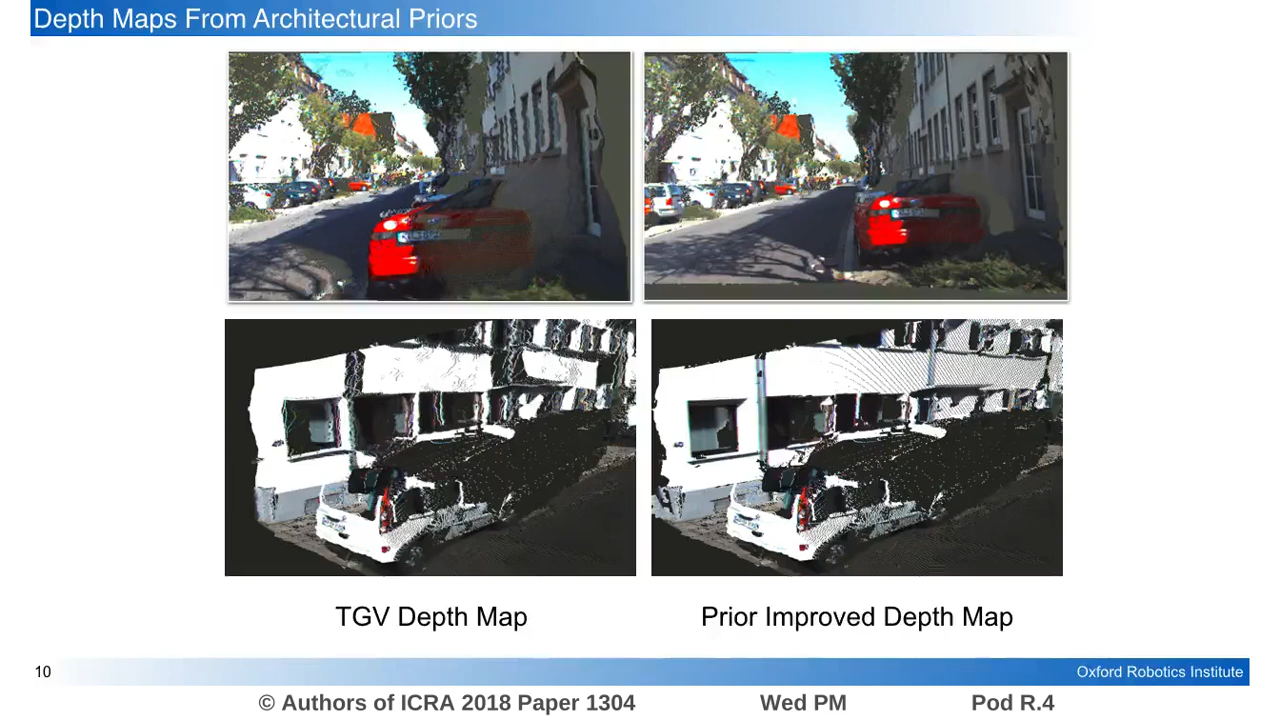 Depth Maps From Architectural Priors
TGV Depth Map
Prior Improved Depth Map
10
Oxford Robotics Institute
© Authors of ICRA 2018 Paper 1304
Wed PM
Pod R.4